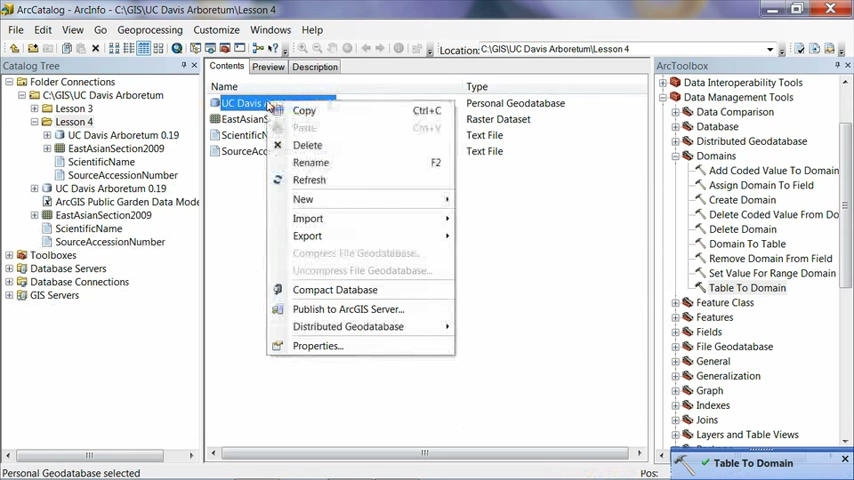 ArcCatalog - ArcInfo - C:\GIS\UC Davis Arboretum\Lesson 4
File Edit View Go Geoprocessing Customize Windows Help
Location: C:\GIS\UC Davis Arboretum\Lesson 4
Catalog Tree
Folder Connections
C:\GIS\UC Davis Arboretum
Lesson 3
Lesson 4
UC Davis Arboretum 0.19
EastAsianSection2009
ScientificName
SourceAccessionNumber
UC Davis Arboretum 0.19
ArcGIS Public Garden Data Mode
EastAsianSection2009
ScientificName
SourceAccessionNumber
Toolboxes
Database Servers
Database Connections
GIS Servers
Contents Preview Description
Name Type
UC Davis A Personal Geodatabase
EastAsianS Raster Dataset
ScientificN Text File
SourceAcc Text File
Copy Ctrl+C
Paste Ctrl+V
Delete
Rename F2
Refresh
New
Import
Export
Compress File Geodatabase...
Uncompress File Geodatabase...
Compact Database
Publish to ArcGIS Server...
Distributed Geodatabase
Properties...
ArcToolbox
Data Interoperability Tools
Data Management Tools
Data Comparison
Database
Distributed Geodatabase
Domains
Add Coded Value To Domain
Assign Domain To Field
Create Domain
Delete Coded Value From Do
Delete Domain
Domain To Table
Remove Domain From Field
Set Value For Range Domain
Table To Domain
Feature Class
Features
Fields
File Geodatabase
General
Generalization
Graph
Indexes
Joins
Layers and Table Views
Table To Domain
Personal Geodatabase selected
Pos: